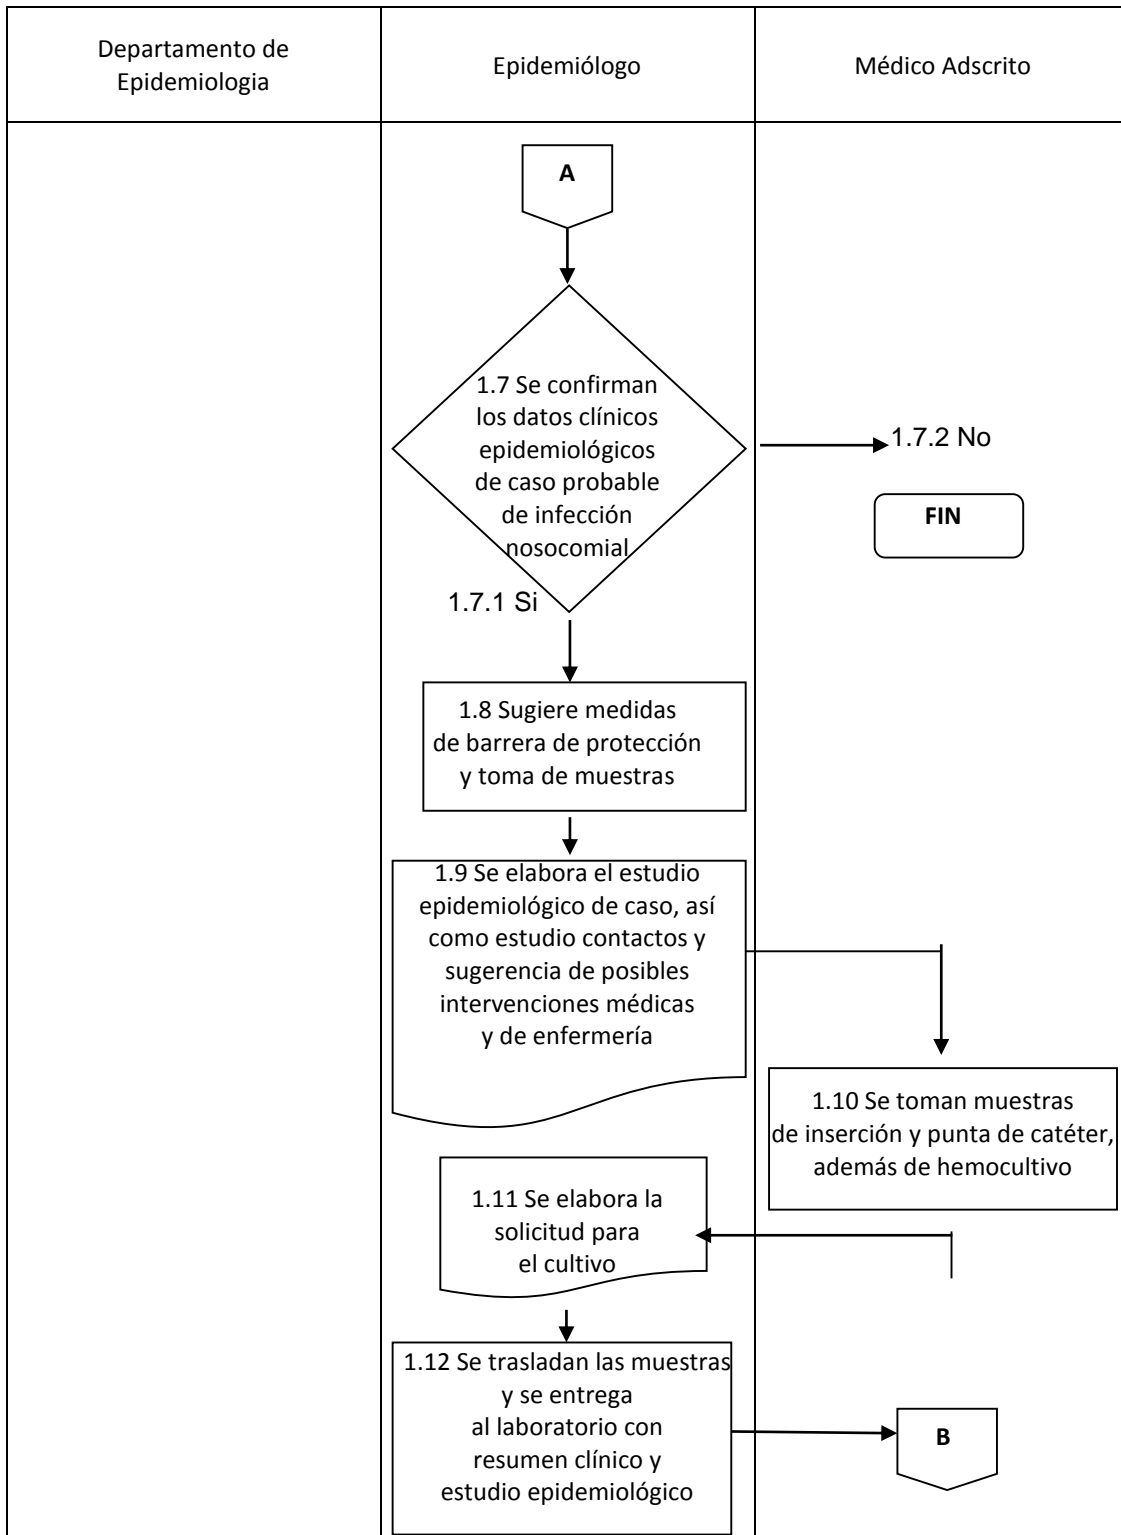 Departamento de
Epidemiologia
Epidemiólogo
Médico Adscrito
A
1.7 Se confirman
los datos clínicos
epidemiológicos
de caso probable
de infección
nosocomial
1.7.2 No
FIN
1.7.1 Si
1.8 Sugiere medidas
de barrera de protección
y toma de muestras
1.9 Se elabora el estudio
epidemiológico de caso, así
como estudio contactos y
sugerencia de posibles
intervenciones médicas
y de enfermería
1.10 Se toman muestras
de inserción y punta de catéter,
además de hemocultivo
1.11 Se elabora la
solicitud para
el cultivo
1.12 Se trasladan las muestras
y se entrega
al laboratorio con
resumen clínico y
estudio epidemiológico
B